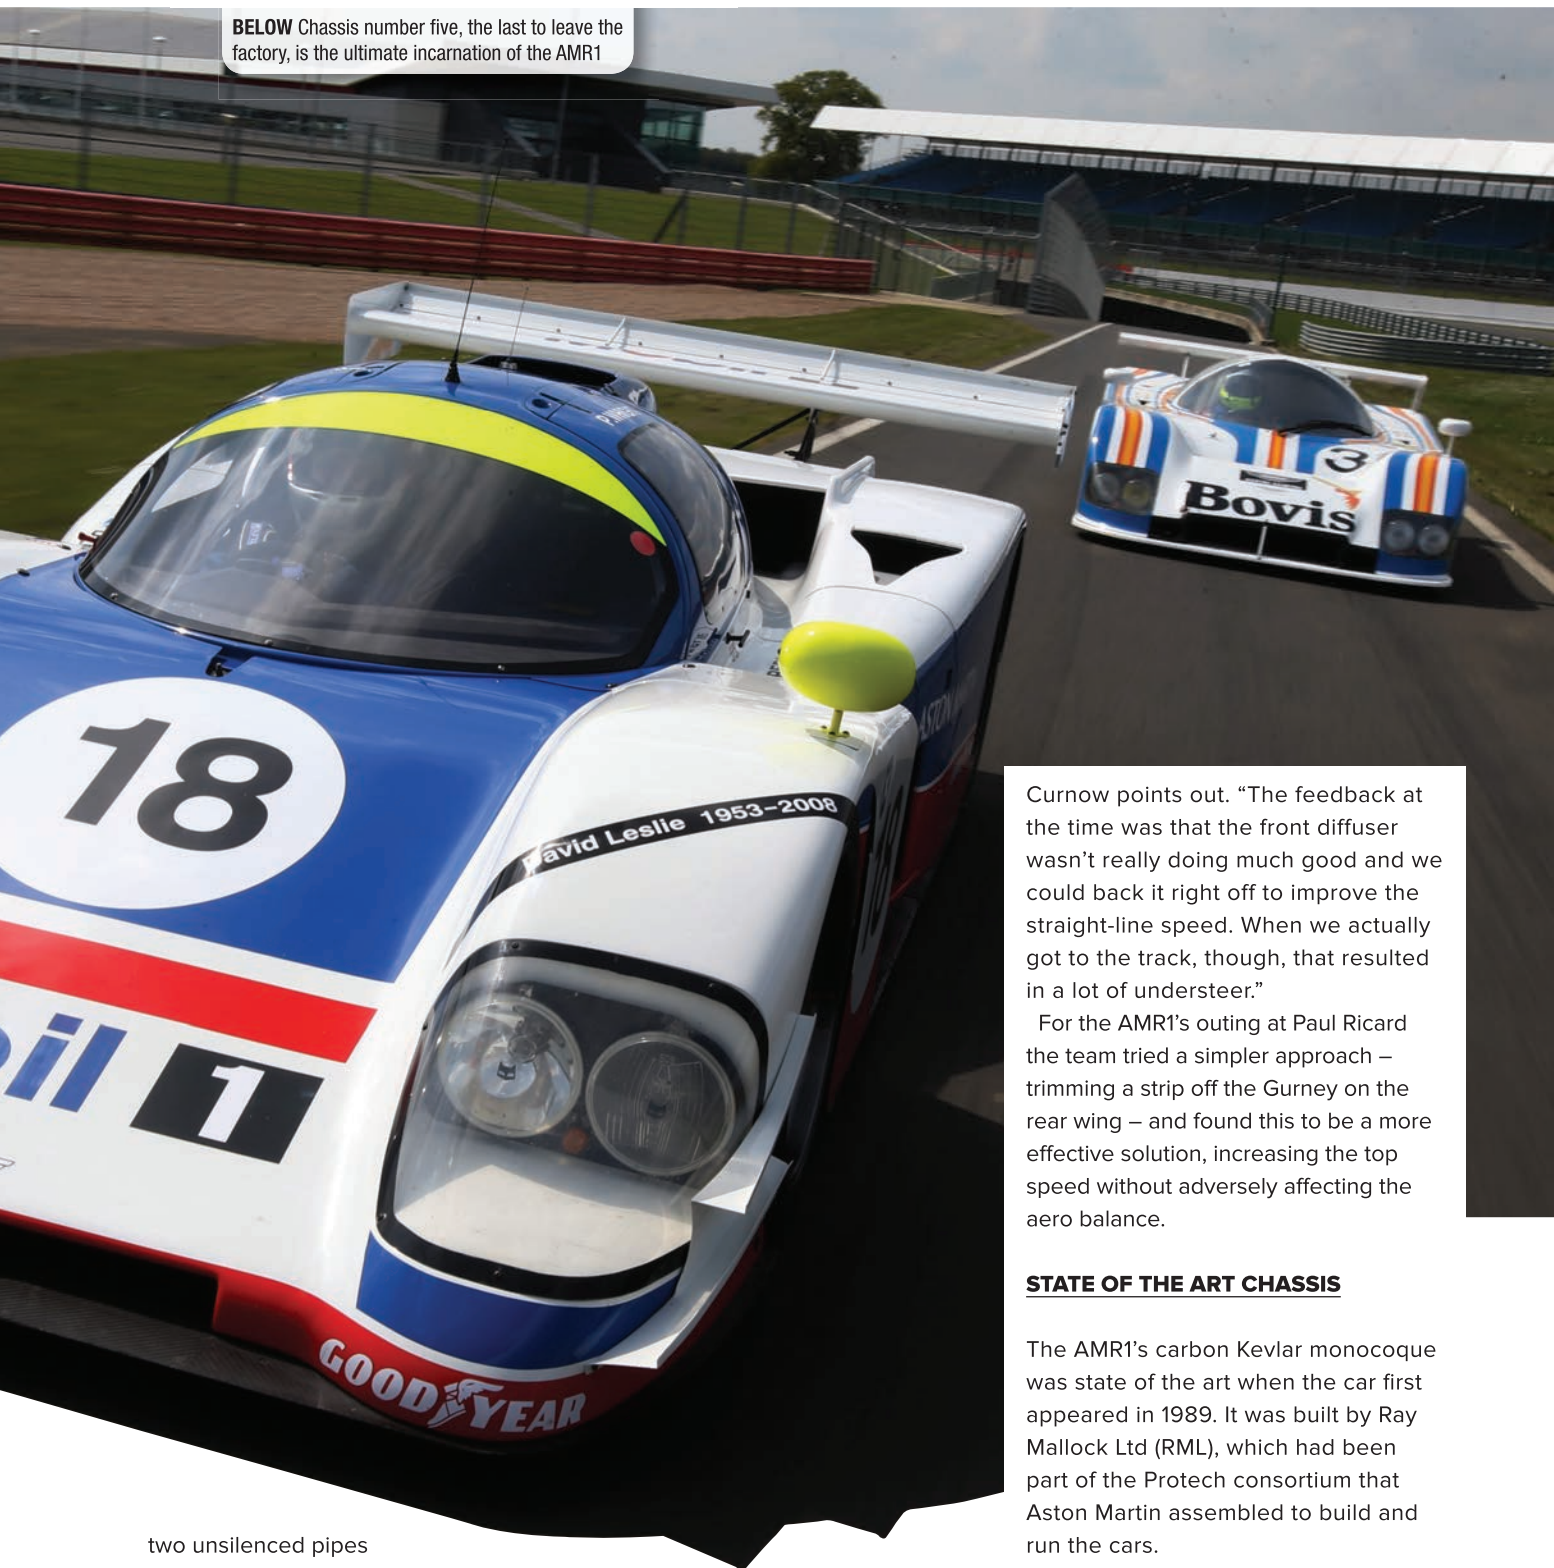 BELOW Chassis number five, the last to leave the
factory, is the ultimate incarnation of the AMR1
3
Bovis
18
David Leslie 1953–2008
18
ASTON
il
1
GOODYEAR
two unsilenced pipes
Curnow points out. “The feedback at
the time was that the front diffuser
wasn’t really doing much good and we
could back it right off to improve the
straight-line speed. When we actually
got to the track, though, that resulted
in a lot of understeer.”
For the AMR1’s outing at Paul Ricard
the team tried a simpler approach –
trimming a strip off the Gurney on the
rear wing – and found this to be a more
effective solution, increasing the top
speed without adversely affecting the
aero balance.
STATE OF THE ART CHASSIS
The AMR1’s carbon Kevlar monocoque
was state of the art when the car first
appeared in 1989. It was built by Ray
Mallock Ltd (RML), which had been
part of the Protech consortium that
Aston Martin assembled to build and
run the cars.